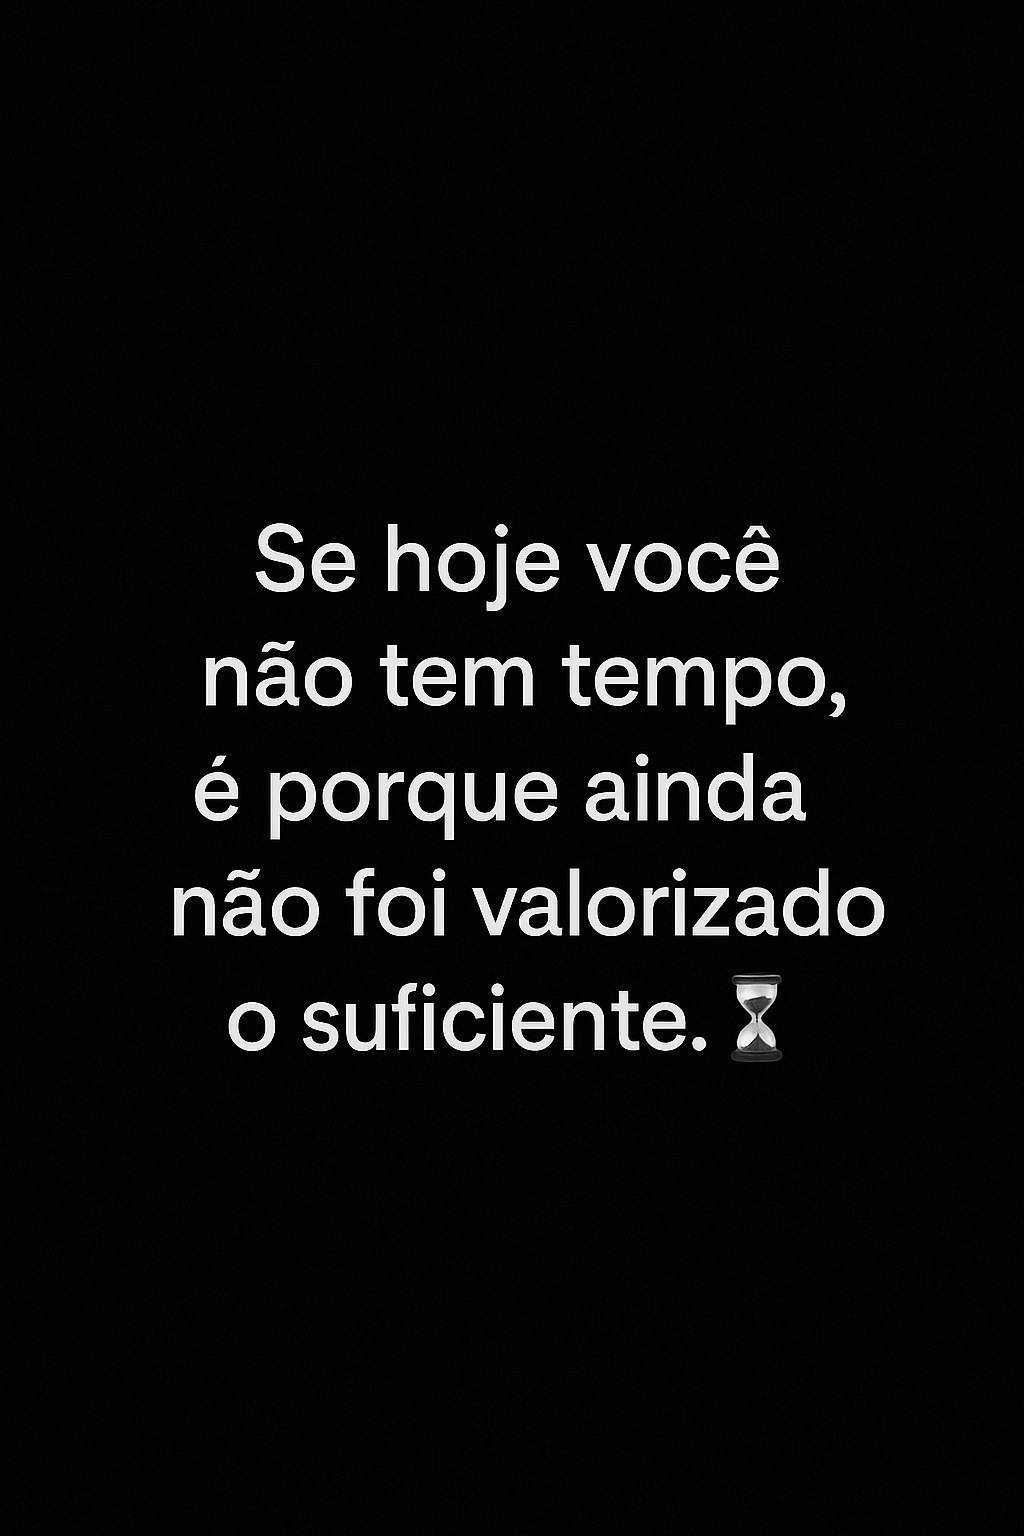 Se hoje você
não tem tempo,
é porque ainda
não foi valorizado
o suficiente. ⏳